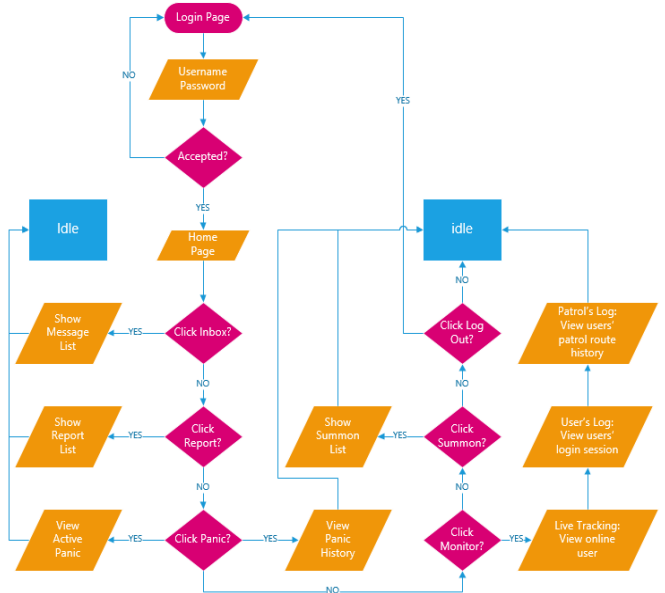 Login Page
NO
Username
Password
YES
Accepted?
YES
Idle
Home
Page
idle
NO
Show
Message
List
YES
Click Inbox?
Click Log
Out?
Patrol's Log:
View users'
patrol route
history
NO
NO
Show
Report
List
YES
Click
Report?
Show
Summon
List
YES
Click
Summon?
User's Log:
View users'
login session
NO
NO
View
Active
Panic
YES
Click Panic?
YES
View
Panic
History
Click
Monitor?
YES
Live Tracking:
View online
user
NO